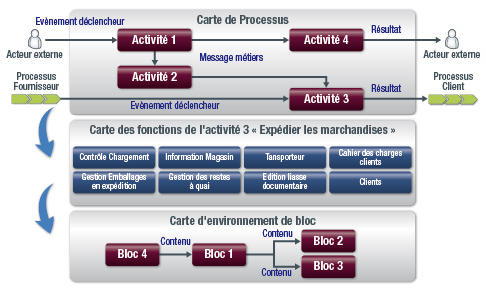 Carte de Processus
Evènement déclencheur
Résultat
Activité 1
Activité 4
Acteur externe
Acteur externe
Message métiers
Processus
Fournisseur
Activité 2
Résultat
Processus
Client
Activité 3
Evènement déclencheur
Carte des fonctions de l'activité 3 « Expédier les marchandises »
Contrôle Chargement
Information Magasin
Transporteur
Cahier des charges
clients
Gestion Emballages
en expédition
Gestion des restes
à quai
Edition liasse
documentaire
Clients
Carte d'environnement de bloc
Contenu
Bloc 2
Contenu
Bloc 4
Bloc 1
Bloc 3
Contenu